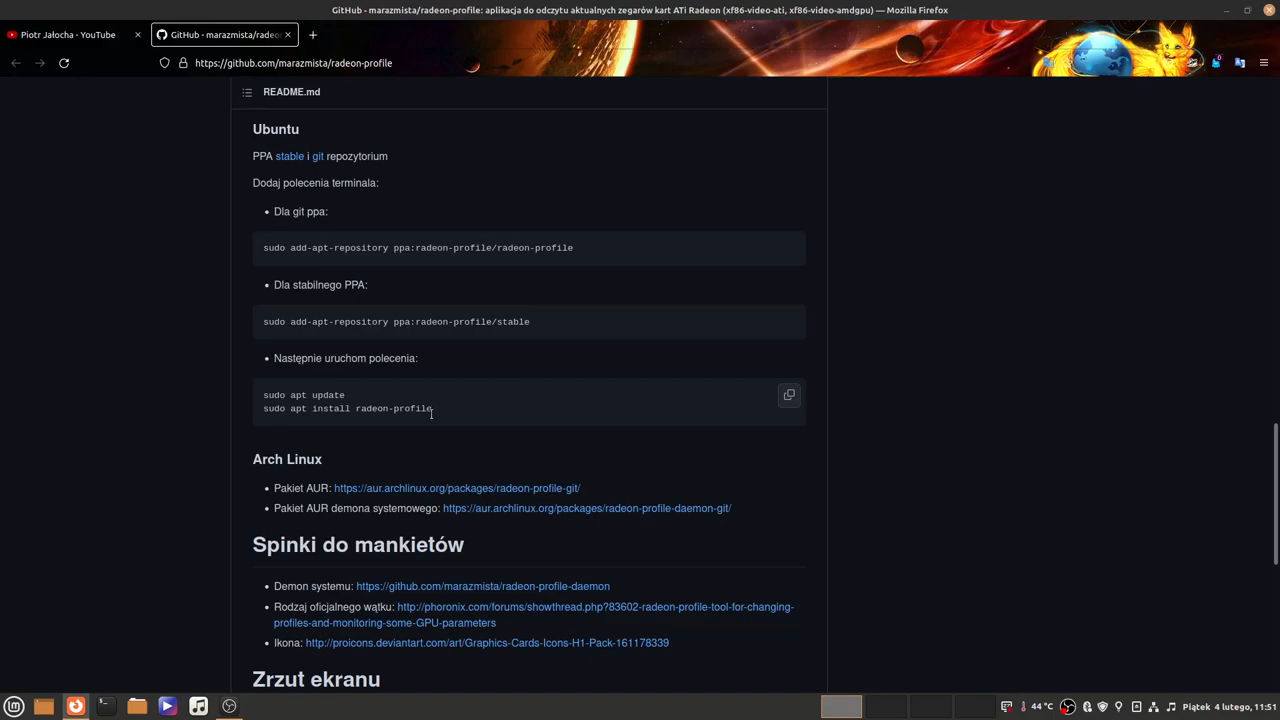 GitHub - marazmista/radeon-profile: aplikacja do odczytu aktualnych zegarów kart ATi Radeon (xf86-video-ati, xf86-video-amdgpu) — Mozilla Firefox
Piotr Jałocha - YouTube
GitHub - marazmista/radeo
https://github.com/marazmista/radeon-profile
README.md
Ubuntu
PPA stable i git repozytorium
Dodaj polecenia terminala:
• Dla git ppa:
sudo add-apt-repository ppa:radeon-profile/radeon-profile
• Dla stabilnego PPA:
sudo add-apt-repository ppa:radeon-profile/stable
• Następnie uruchom polecenia:
sudo apt update
sudo apt install radeon-profile
Arch Linux
• Pakiet AUR: https://aur.archlinux.org/packages/radeon-profile-git/
• Pakiet AUR demona systemowego: https://aur.archlinux.org/packages/radeon-profile-daemon-git/
Spinki do mankietów
• Demon systemu: https://github.com/marazmista/radeon-profile-daemon
• Rodzaj oficjalnego wątku: http://phoronix.com/forums/showthread.php?83602-radeon-profile-tool-for-changing-
profiles-and-monitoring-some-GPU-parameters
• Ikona: http://proicons.deviantart.com/art/Graphics-Cards-Icons-H1-Pack-161178339
Zrzut ekranu
44 °C
Piątek 4 lutego, 11:51